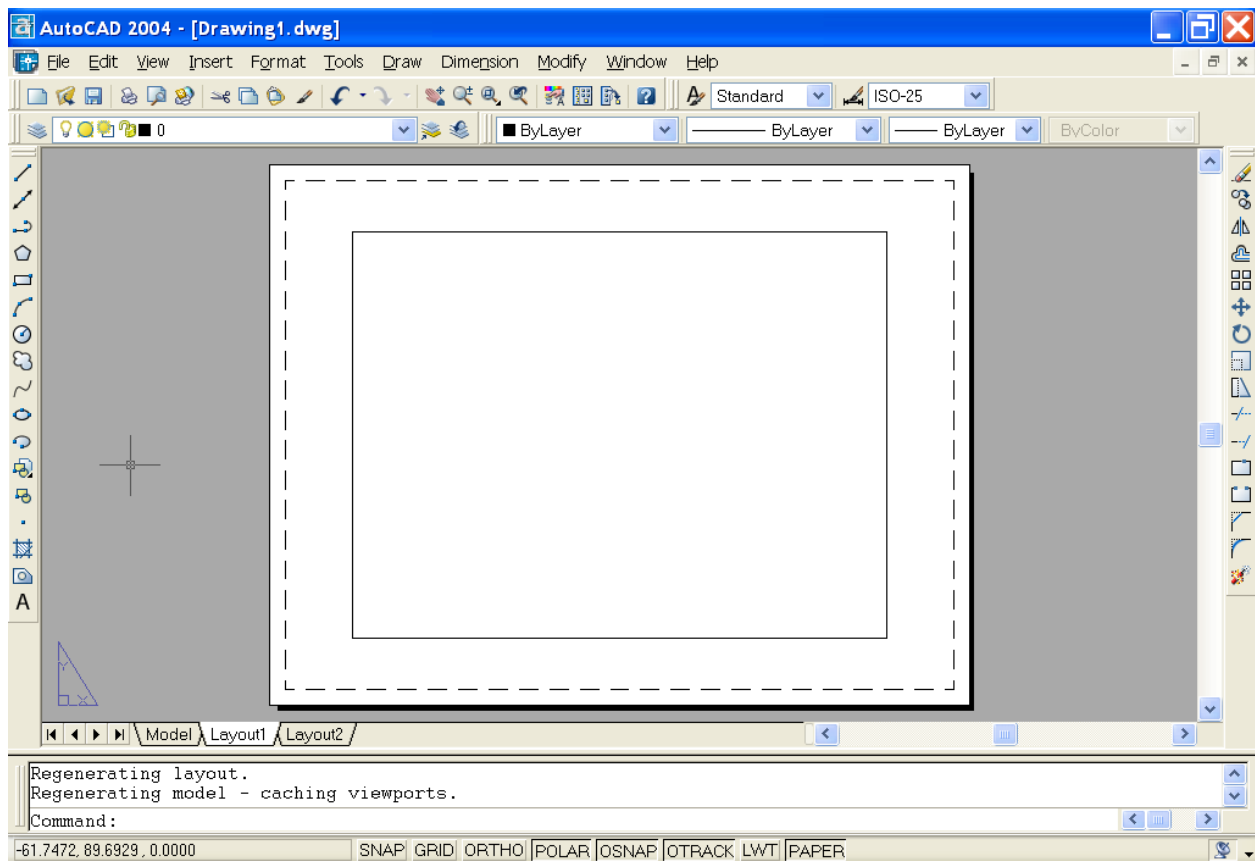 AutoCAD 2004 - [Drawing1.dwg]
File Edit View Insert Format Tools Draw Dimension Modify Window Help
Standard ISO-25
0 ByLayer ByLayer ByLayer ByColor
Y
X
A
Model Layout1 Layout2
Regenerating layout.
Regenerating model - caching viewports.
Command:
-61.7472, 89.6929, 0.0000 SNAP GRID ORTHO POLAR OSNAP OTRACK LWT PAPER